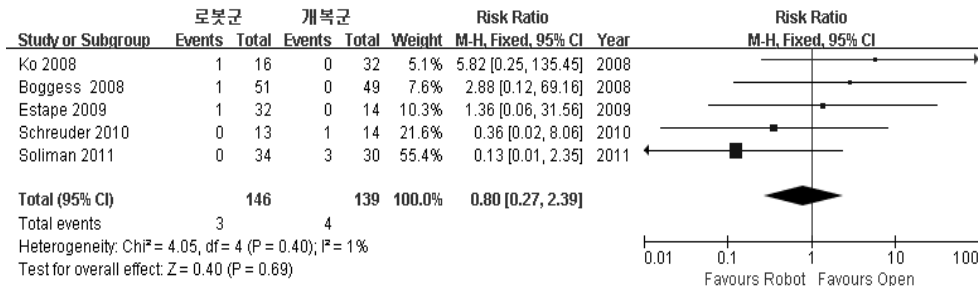 로봇군 개복군 Risk Ratio Risk Ratio
Study or Subgroup Events Total Events Total Weight M-H, Fixed, 95% CI Year M-H, Fixed, 95% CI
Ko 2008 1 16 0 32 5.1% 5.82 [0.25, 135.45] 2008
Boggess 2008 1 51 0 49 7.6% 2.88 [0.12, 69.16] 2008
Estape 2009 1 32 0 14 10.3% 1.36 [0.06, 31.56] 2009
Schreuder 2010 0 13 1 14 21.6% 0.36 [0.02, 8.06] 2010
Soliman 2011 0 34 3 30 55.4% 0.13 [0.01, 2.35] 2011
Total (95% CI) 146 139 100.0% 0.80 [0.27, 2.39]
Total events 3 4
Heterogeneity: Chi² = 4.05, df = 4 (P = 0.40); I² = 1%
Test for overall effect: Z = 0.40 (P = 0.69)
0.01 0.1 1 10 100
Favours Robot Favours Open